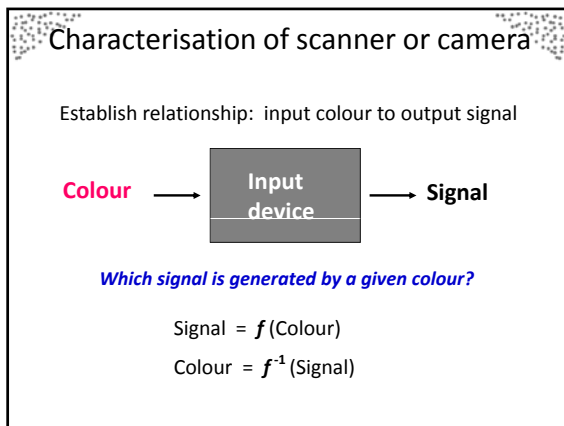 Characterisation of scanner or camera
Establish relationship: input colour to output signal
Colour
Input
device
Signal
Which signal is generated by a given colour?
Signal = f (Colour)
Colour = f⁻¹ (Signal)